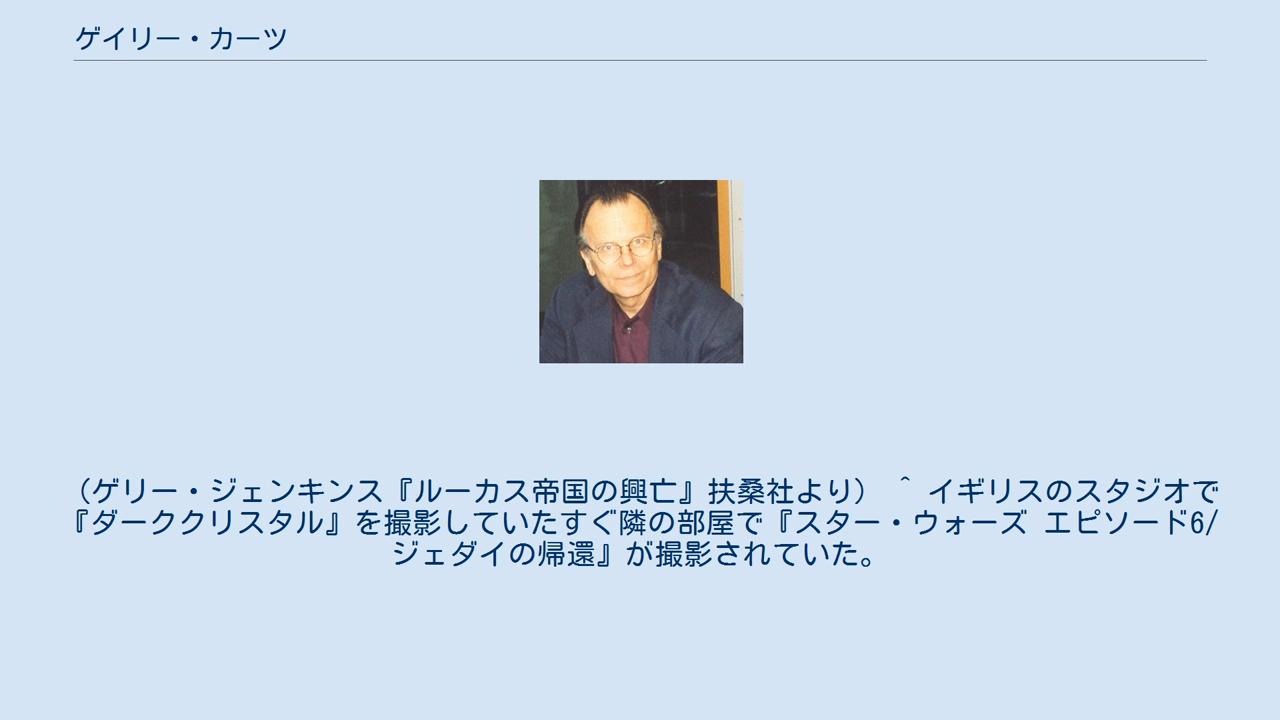 ゲイリー・カーツ
（ゲリー・ジェンキンス『ルーカス帝国の興亡』扶桑社より） ^ イギリスのスタジオで
『ダーククリスタル』を撮影していたすぐ隣の部屋で『スター・ウォーズ エピソード6/
ジェダイの帰還』が撮影されていた。